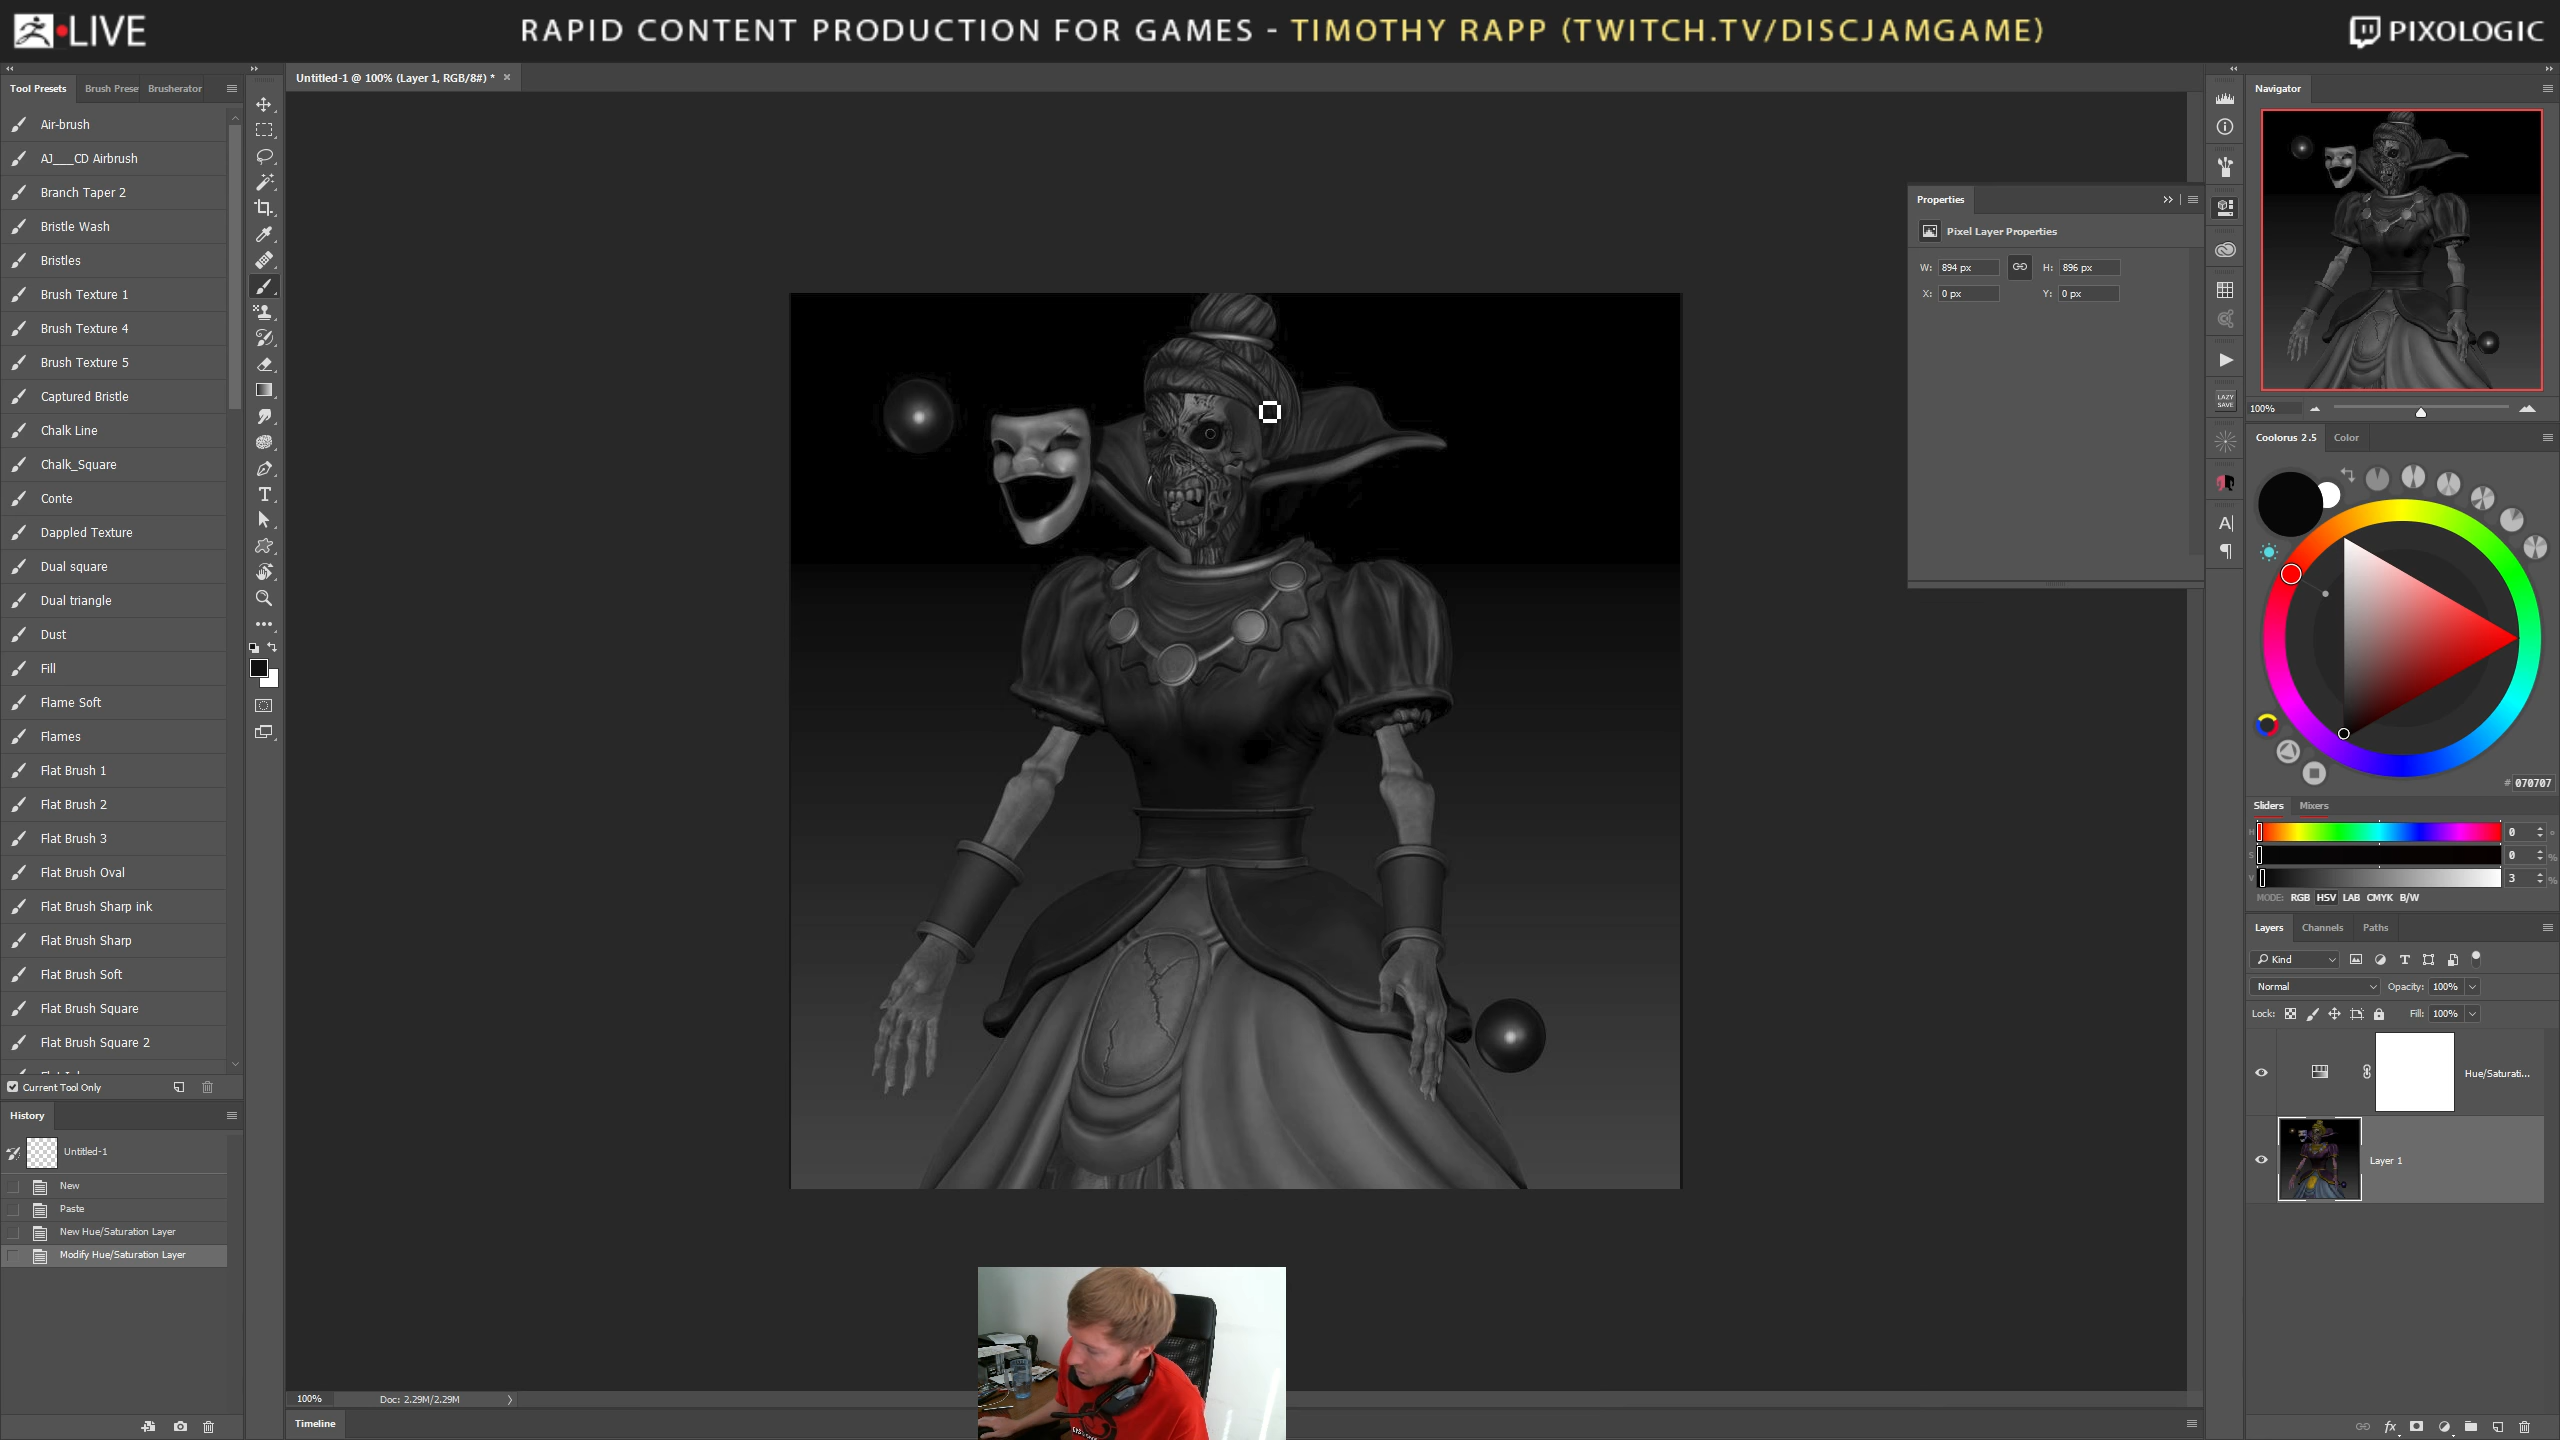 LIVE
RAPID CONTENT PRODUCTION FOR GAMES - TIMOTHY RAPP (TWITCH.TV/DISCJAMGAME)
PIXOLOGIC
Untitled-1 @ 100% (Layer 1, RGB/8#) *
Tool Presets
Brush Prese
Brusherator
Air-brush
AJ___CD Airbrush
Branch Taper 2
Bristle Wash
Bristles
Brush Texture 1
Brush Texture 4
Brush Texture 5
Captured Bristle
Chalk Line
Chalk_Square
Conte
Dappled Texture
Dual square
Dual triangle
Dust
Fill
Flame Soft
Flames
Flat Brush 1
Flat Brush 2
Flat Brush 3
Flat Brush Oval
Flat Brush Sharp ink
Flat Brush Sharp
Flat Brush Soft
Flat Brush Square
Flat Brush Square 2
Current Tool Only
History
Untitled-1
New
Paste
New Hue/Saturation Layer
Modify Hue/Saturation Layer
100%
Doc: 2.29M/2.29M
Timeline
Properties
Pixel Layer Properties
W: 894 px
H: 896 px
X: 0 px
Y: 0 px
LAZY
SAVE
Navigator
100%
Coolorus 2.5
Color
# 070707
Sliders
Mixers
H 0 °
S 0 %
V 3 %
MODE: RGB HSV LAB CMYK B/W
Layers
Channels
Paths
Kind
Normal
Opacity: 100%
Lock:
Fill: 100%
Hue/Saturati...
Layer 1